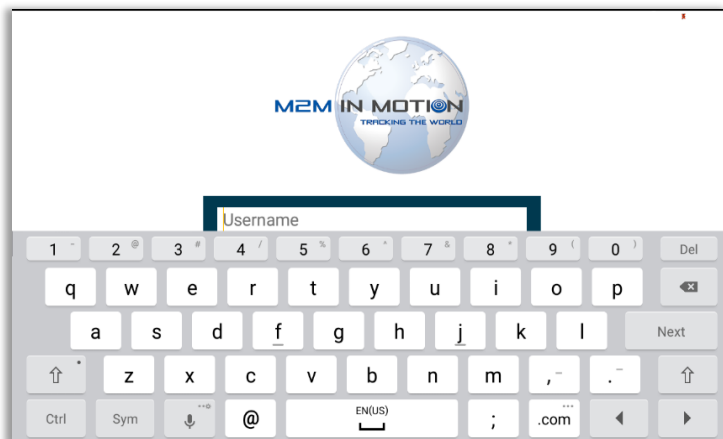 M2M IN MOTION
TRACKING THE WORLD
Username
1 - 2 @ 3 # 4 / 5 % 6 ^ 7 & 8 * 9 ( 0 ) Del
q w e r t y u i o p
a s d f g h j k l Next
z x c v b n m , .
Ctrl Sym @ EN(US) ; .com